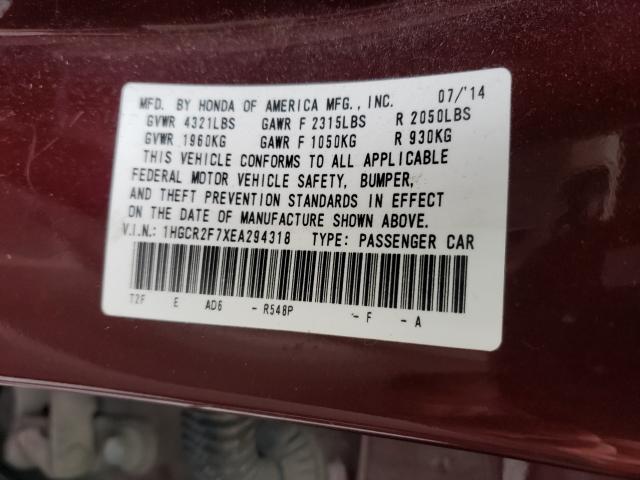 MFD. BY HONDA OF AMERICA MFG., INC. 07/'14
GVWR 4321LBS GAWR F 2315LBS R 2050LBS
GVWR 1960KG GAWR F 1050KG R 930KG
THIS VEHICLE CONFORMS TO ALL APPLICABLE
FEDERAL MOTOR VEHICLE SAFETY, BUMPER,
AND THEFT PREVENTION STANDARDS IN EFFECT
ON THE DATE OF MANUFACTURE SHOWN ABOVE.
V.I.N.: 1HGCR2F7XEA294318 TYPE: PASSENGER CAR
T2F E AD6 - R548P - F - A